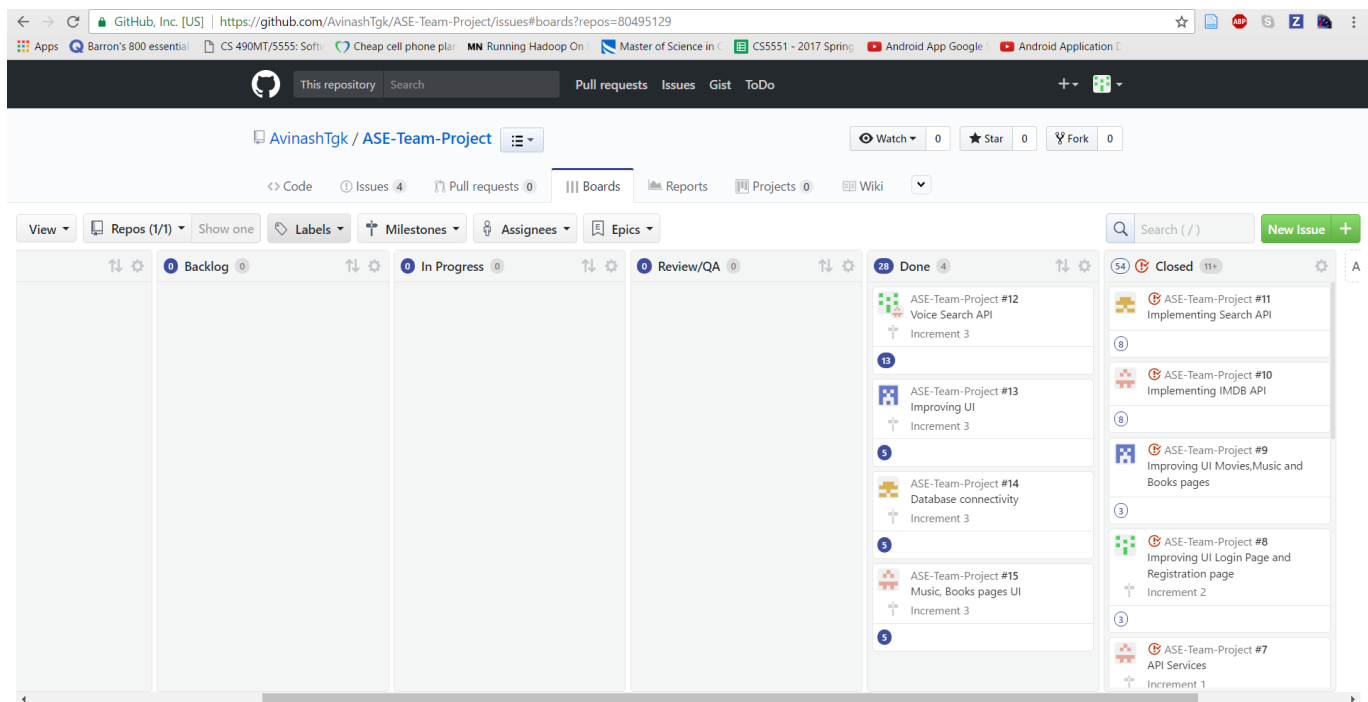 GitHub, Inc. [US] | https://github.com/AvinashTgk/ASE-Team-Project/issues#boards?repos=80495129
Apps Barron's 800 essential CS 490MT/5555: Soft Cheap cell phone plan MN Running Hadoop On Master of Science in C CS5551 - 2017 Spring Android App Google Android Application D
This repository Search Pull requests Issues Gist ToDo
AvinashTgk / ASE-Team-Project Watch 0 Star 0 Fork 0
Code Issues 4 Pull requests 0 Boards Reports Projects 0 Wiki
View Repos (1/1) Show one Labels Milestones Assignees Epics Search ( / ) New Issue +
0 Backlog 0
0 In Progress 0
0 Review/QA 0
28 Done 4
ASE-Team-Project #12
Voice Search API
Increment 3
13
ASE-Team-Project #13
Improving UI
Increment 3
5
ASE-Team-Project #14
Database connectivity
Increment 3
5
ASE-Team-Project #15
Music, Books pages UI
Increment 3
5
54 Closed 11+
ASE-Team-Project #11
Implementing Search API
8
ASE-Team-Project #10
Implementing IMDB API
8
ASE-Team-Project #9
Improving UI Movies,Music and
Books pages
3
ASE-Team-Project #8
Improving UI Login Page and
Registration page
Increment 2
3
ASE-Team-Project #7
API Services
Increment 1
A